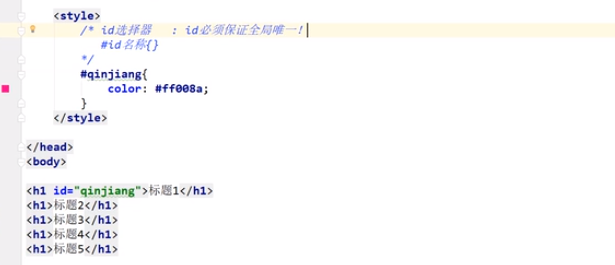 <style>
/* id选择器 : id必须保证全局唯一!
#id名称{}
*/
#qinjiang{
color: #ff008a;
}
</style>
</head>
<body>
<h1 id="qinjiang">标题1</h1>
<h1>标题2</h1>
<h1>标题3</h1>
<h1>标题4</h1>
<h1>标题5</h1>